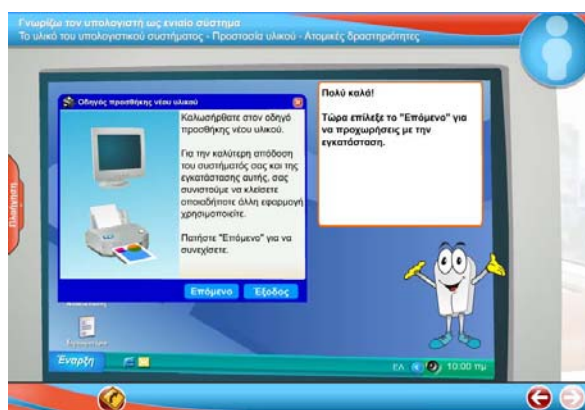 Γνωρίζω τον υπολογιστή ως ενιαίο σύστημα
Το υλικό του υπολογιστικού συστήματος - Προστασία υλικού - Ατομικές δραστηριότητες
Πλοήγηση
Οδηγός προσθήκης νέου υλικού
Καλωσήρθατε στον οδηγό
προσθήκης νέου υλικού.
Για την καλύτερη απόδοση
του συστήματός σας και της
εγκατάστασης αυτής, σας
συνιστούμε να κλείσετε
οποιαδήποτε άλλη εφαρμογή
χρησιμοποιείτε.
Πατήστε "Επόμενο" για να
συνεχίσετε.
Επόμενο
Έξοδος
Πολύ καλά!
Τώρα επίλεξε το "Επόμενο" για
να προχωρήσεις με την
εγκατάσταση.
Έναρξη
ΕΛ
10:00 πμ